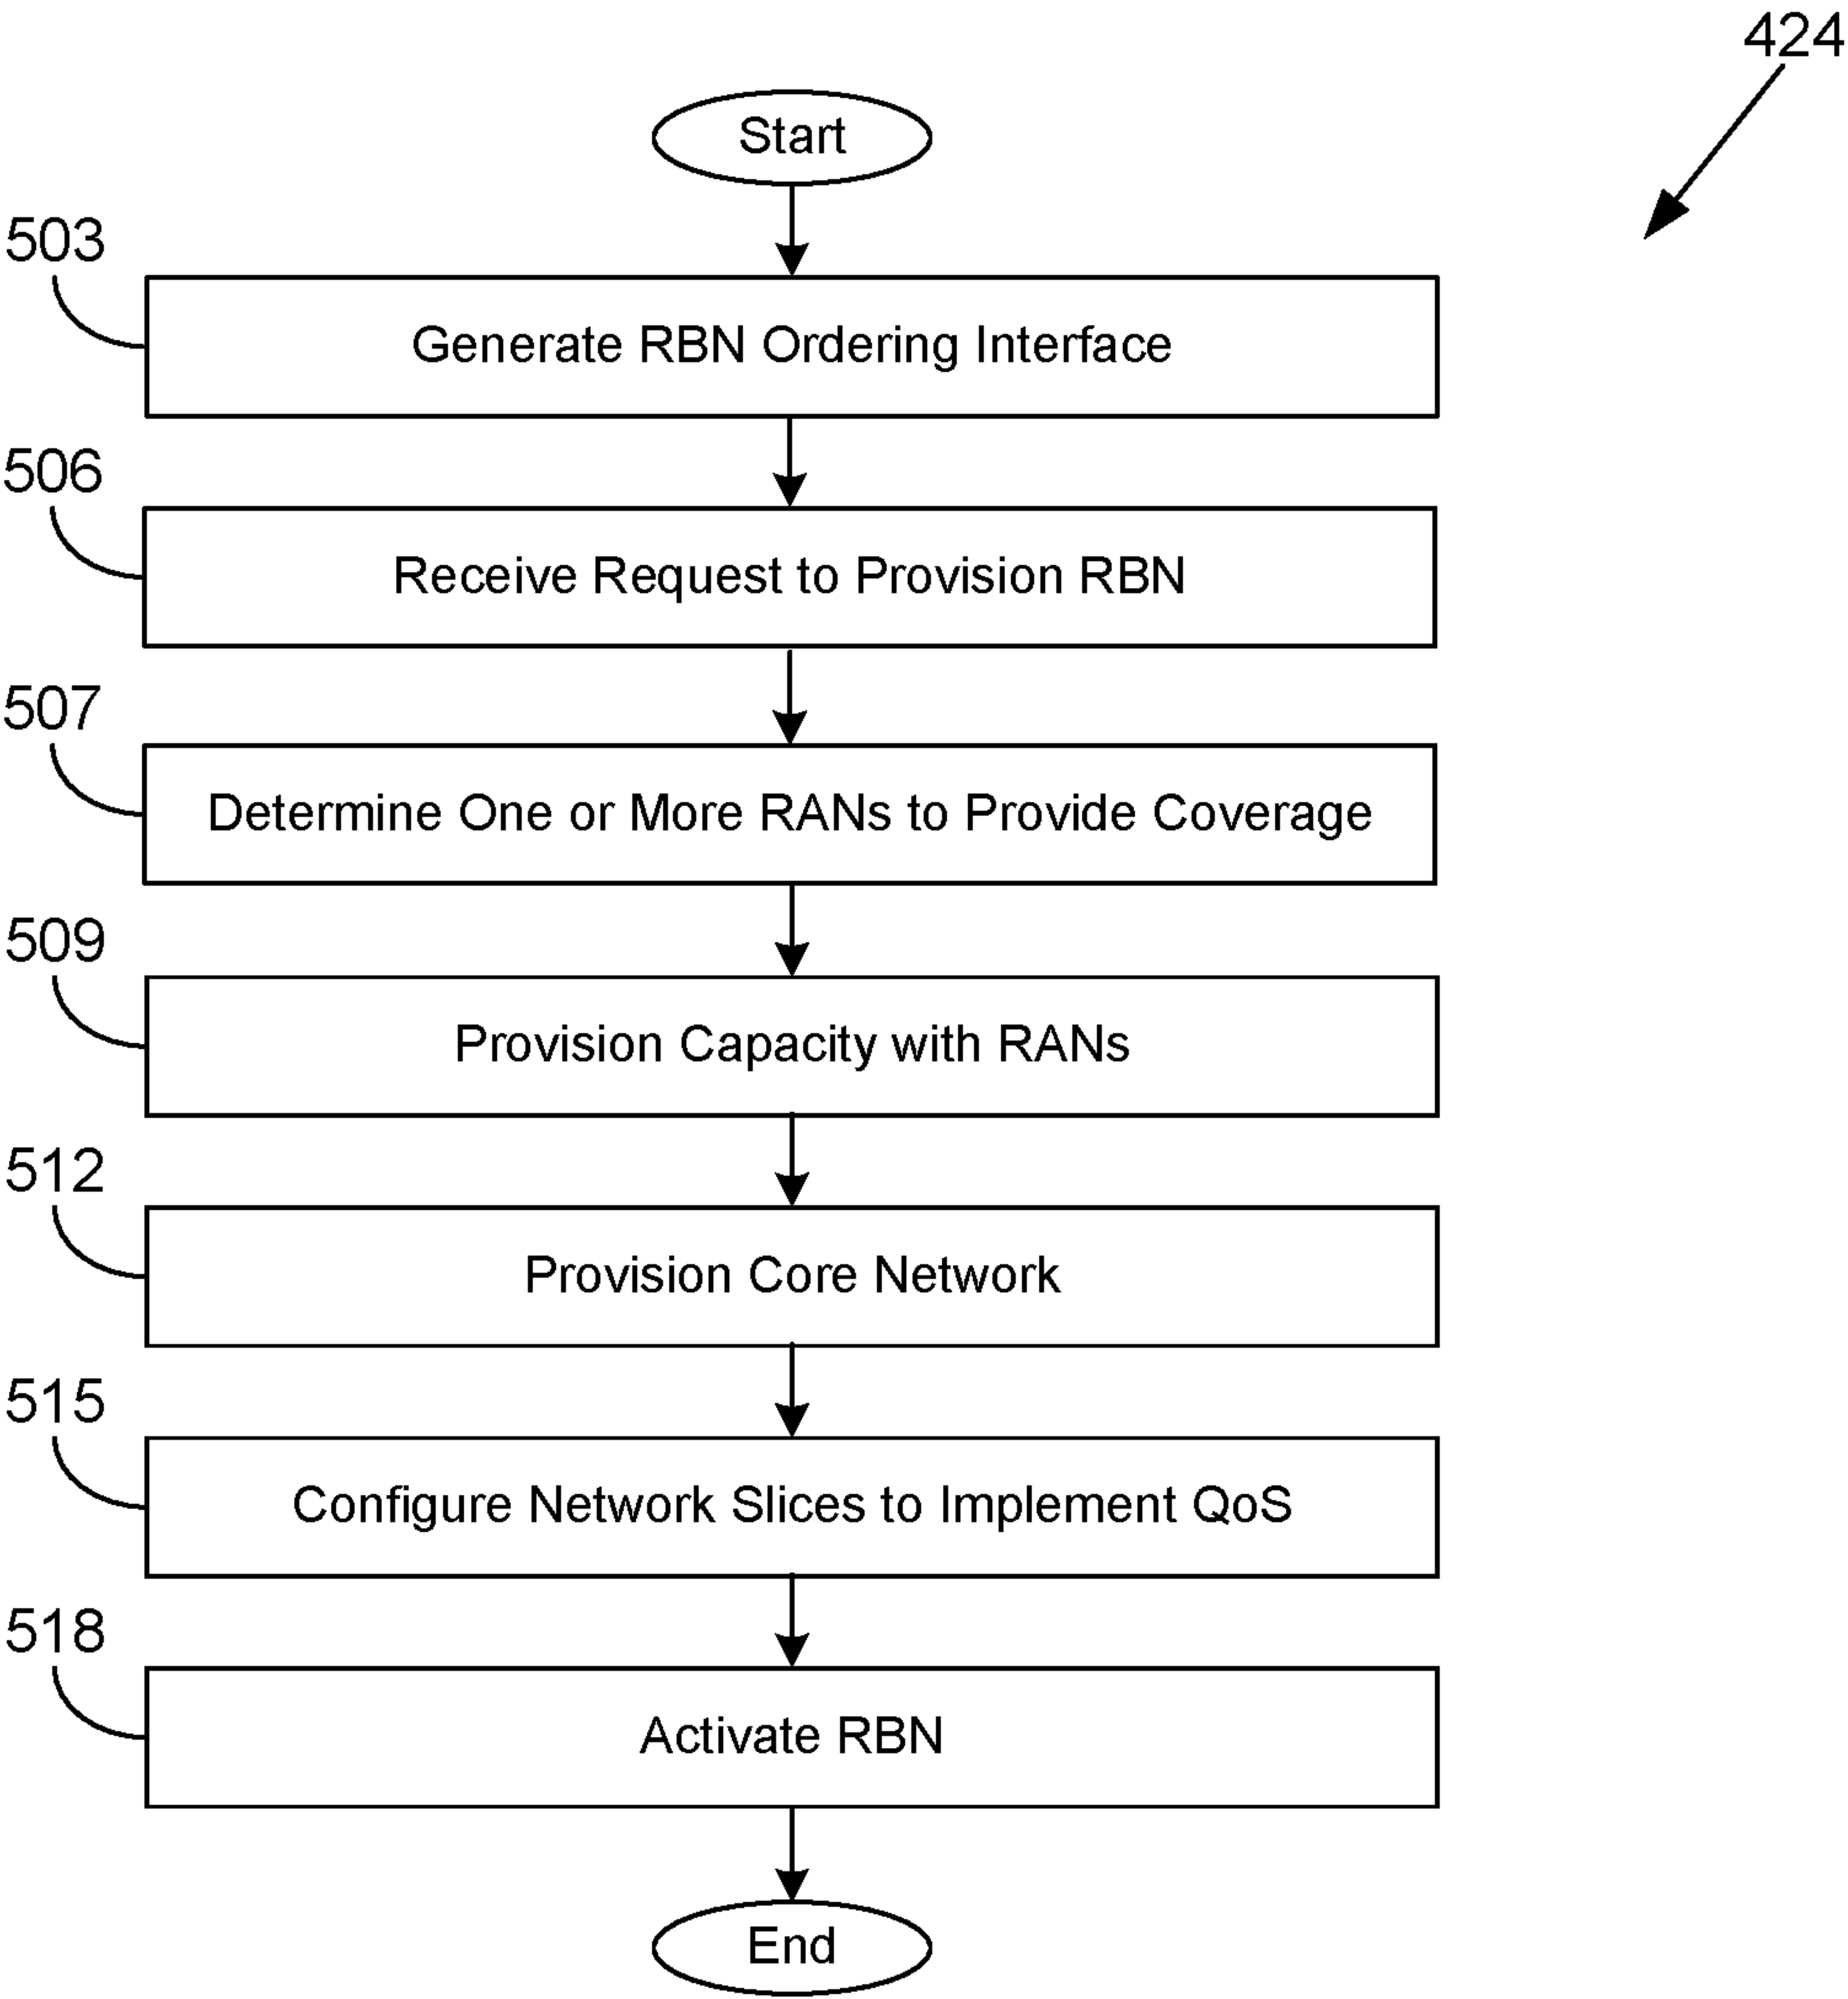 424
Start
503
Generate RBN Ordering Interface
506
Receive Request to Provision RBN
507
Determine One or More RANs to Provide Coverage
509
Provision Capacity with RANs
512
Provision Core Network
515
Configure Network Slices to Implement QoS
518
Activate RBN
End